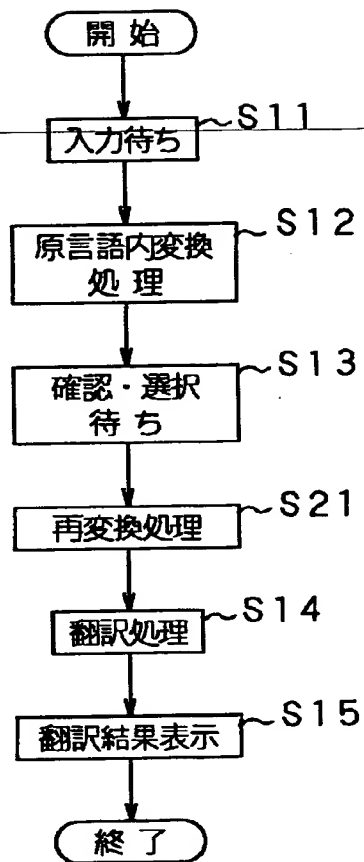 開始
S11
入力待ち
S12
原言語内変換
処理
S13
確認・選択
待ち
S21
再変換処理
S14
翻訳処理
S15
翻訳結果表示
終了